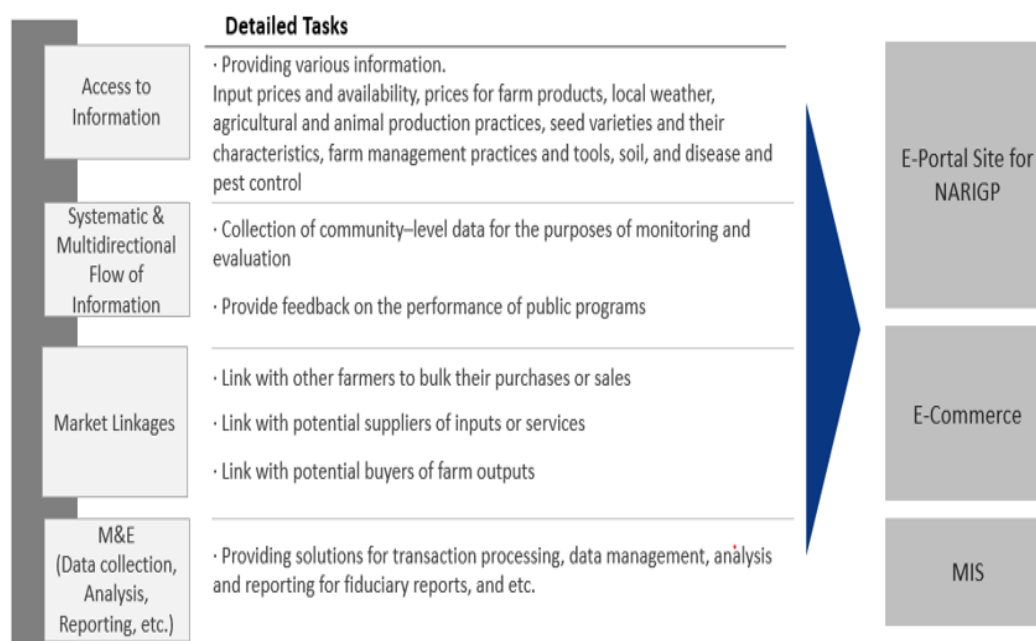 Detailed Tasks
Access to
Information
· Providing various information.
Input prices and availability, prices for farm products, local weather,
agricultural and animal production practices, seed varieties and their
characteristics, farm management practices and tools, soil, and disease and
pest control
Systematic &
Multidirectional
Flow of
Information
· Collection of community–level data for the purposes of monitoring and
evaluation
· Provide feedback on the performance of public programs
Market Linkages
· Link with other farmers to bulk their purchases or sales
· Link with potential suppliers of inputs or services
· Link with potential buyers of farm outputs
M&E
(Data collection,
Analysis,
Reporting, etc.)
· Providing solutions for transaction processing, data management, analysis
and reporting for fiduciary reports, and etc.
E-Portal Site for
NARIGP
E-Commerce
MIS